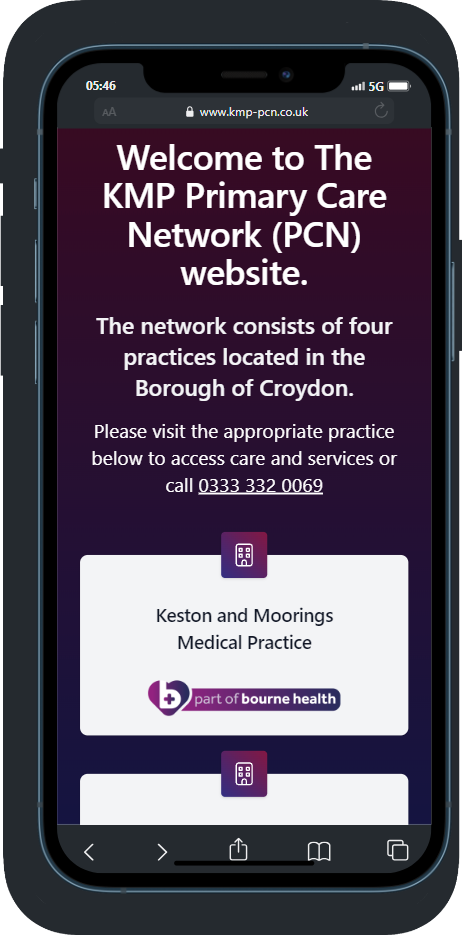 05:46
5G
AA
www.kmp-pcn.co.uk
Welcome to The
KMP Primary Care
Network (PCN)
website.
The network consists of four
practices located in the
Borough of Croydon.
Please visit the appropriate practice
below to access care and services or
call 0333 332 0069
Keston and Moorings
Medical Practice
b
part of bourne health